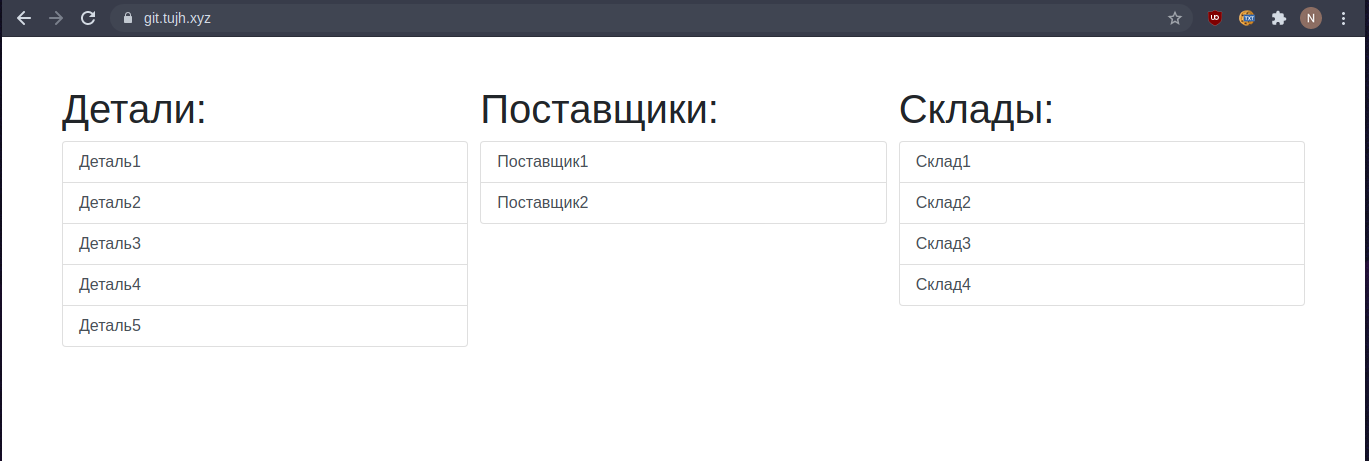 git.tujh.xyz
N
Детали:
Деталь1
Деталь2
Деталь3
Деталь4
Деталь5
Поставщики:
Поставщик1
Поставщик2
Склады:
Склад1
Склад2
Склад3
Склад4